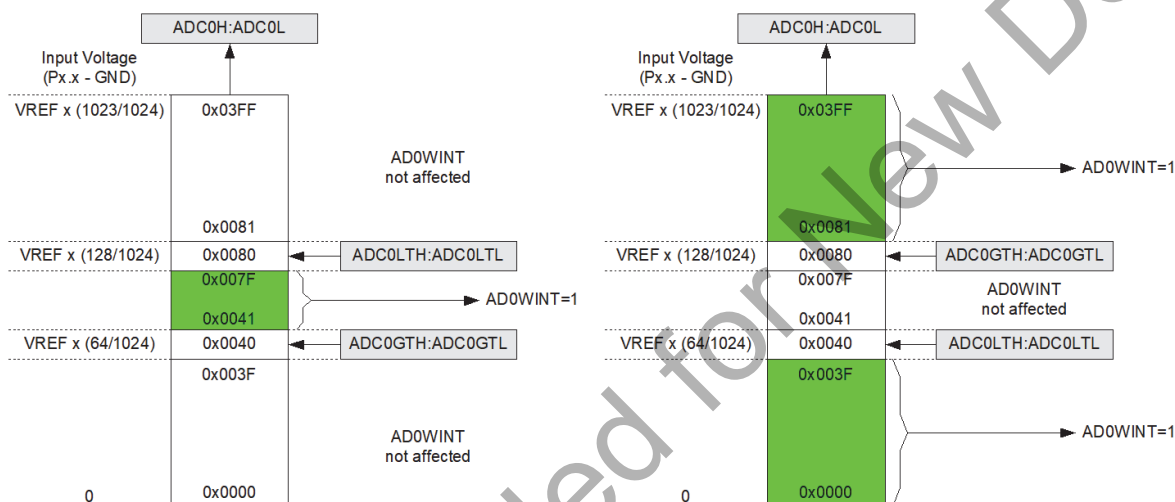 ADC0H:ADC0L
Input Voltage
(Px.x - GND)
VREF x (1023/1024)
0x03FF
AD0WINT
not affected
0x0081
VREF x (128/1024)
0x0080
ADC0LTH:ADC0LTL
0x007F
AD0WINT=1
0x0041
VREF x (64/1024)
0x0040
ADC0GTH:ADC0GTL
0x003F
AD0WINT
not affected
0
0x0000
ADC0H:ADC0L
Input Voltage
(Px.x - GND)
VREF x (1023/1024)
0x03FF
AD0WINT=1
0x0081
VREF x (128/1024)
0x0080
ADC0GTH:ADC0GTL
0x007F
AD0WINT
not affected
0x0041
VREF x (64/1024)
0x0040
ADC0LTH:ADC0LTL
0x003F
AD0WINT=1
0
0x0000
for New